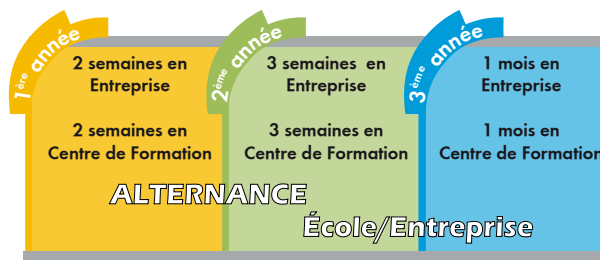 1ère année
2 semaines en
Entreprise
2 semaines en
Centre de Formation
2ème année
3 semaines en
Entreprise
3 semaines en
Centre de Formation
3ème année
1 mois en
Entreprise
1 mois en
Centre de Formation
ALTERNANCE
École/Entreprise